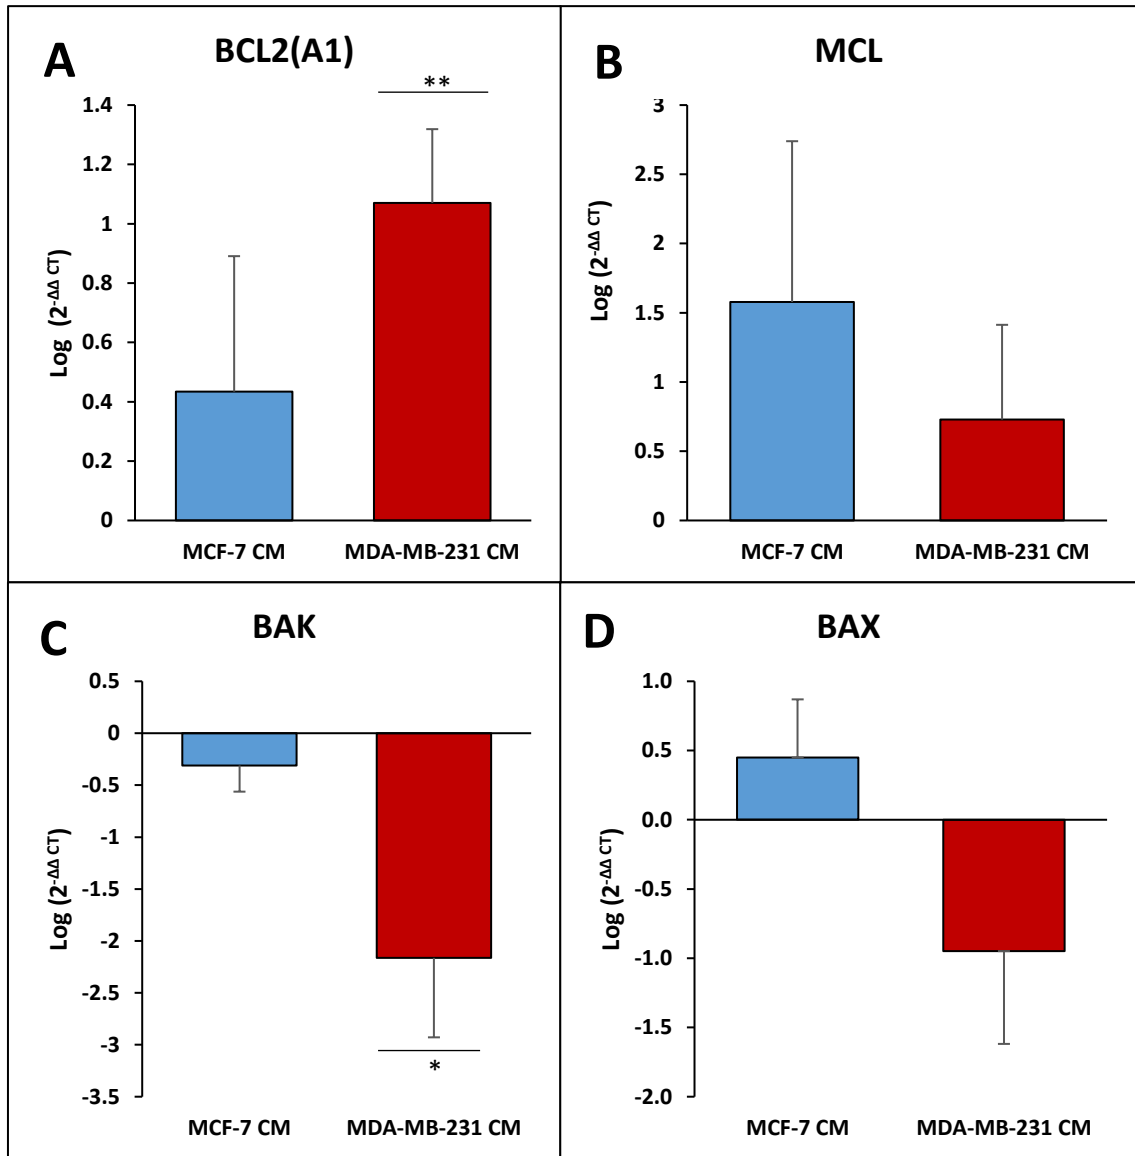 A
BCL2(A1)
**
1.4
1.2
1
0.8
0.6
0.4
0.2
0
Log (2-ΔΔ CT)
MCF-7 CM
MDA-MB-231 CM
B
MCL
3
2.5
2
1.5
1
0.5
0
Log (2-ΔΔ CT)
MCF-7 CM
MDA-MB-231 CM
C
BAK
0.5
0
-0.5
-1
-1.5
-2
-2.5
-3
-3.5
Log (2-ΔΔ CT)
*
MCF-7 CM
MDA-MB-231 CM
D
BAX
1.0
0.5
0.0
-0.5
-1.0
-1.5
-2.0
Log (2-ΔΔ CT)
MCF-7 CM
MDA-MB-231 CM